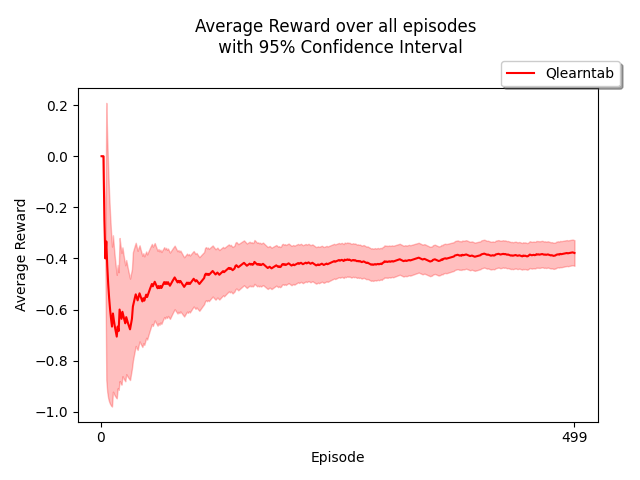 Average Reward over all episodes
with 95% Confidence Interval
Qlearntab
0.2
0.0
−0.2
−0.4
−0.6
−0.8
−1.0
Average Reward
0
499
Episode